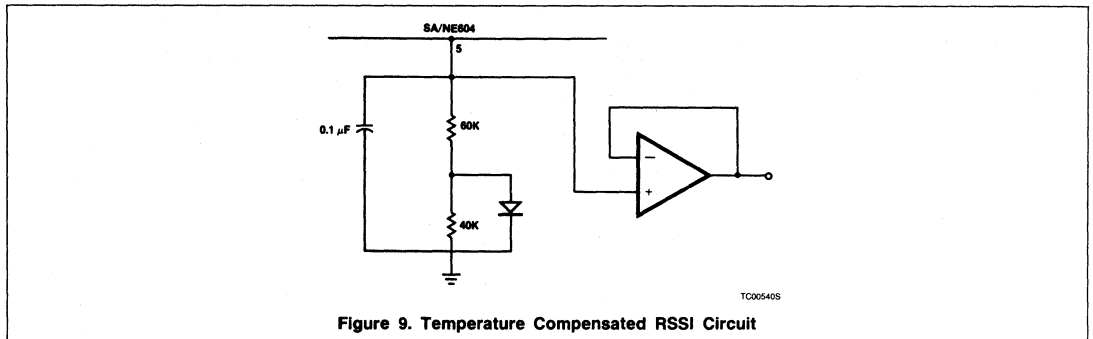 SA/NE604
5
0.1 μF
60K
40K
−
+
TC00540S
Figure 9. Temperature Compensated RSSI Circuit